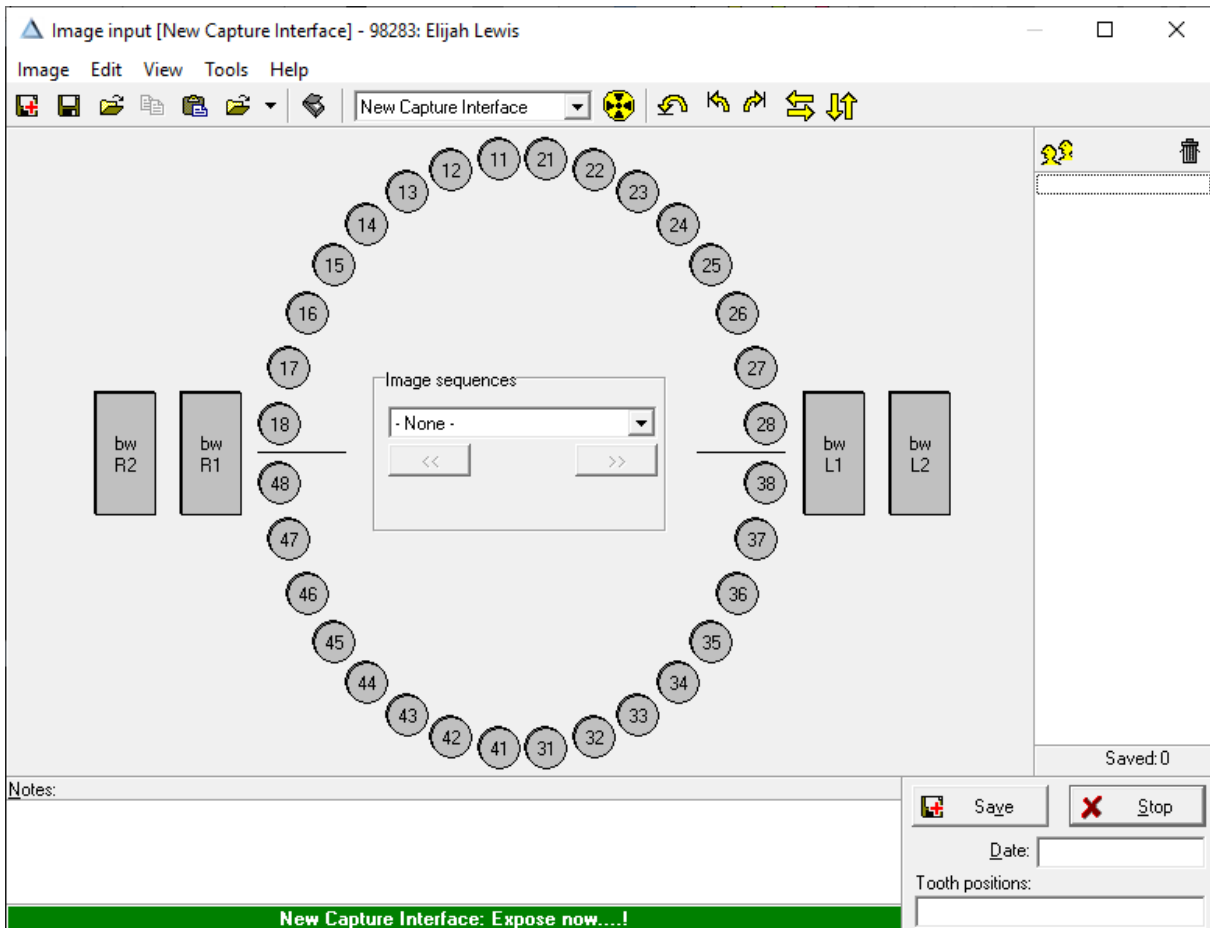 Image input [New Capture Interface] - 98283: Elijah Lewis
Image Edit View Tools Help
New Capture Interface
11 21
12 22
13 23
14 24
15 25
16 26
17 27
18 28
Image sequences
- None -
<< >>
bw
R2
bw
R1
bw
L1
bw
L2
48 38
47 37
46 36
45 35
44 34
43 33
42 32
41 31
Saved:0
Notes:
Save Stop
Date:
Tooth positions:
New Capture Interface: Expose now....!